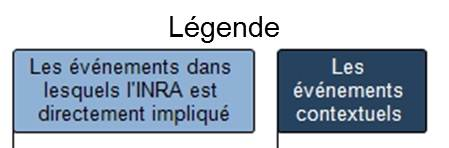 Légende
Les événements dans
lesquels l'INRA est
directement impliqué
Les
événements
contextuels